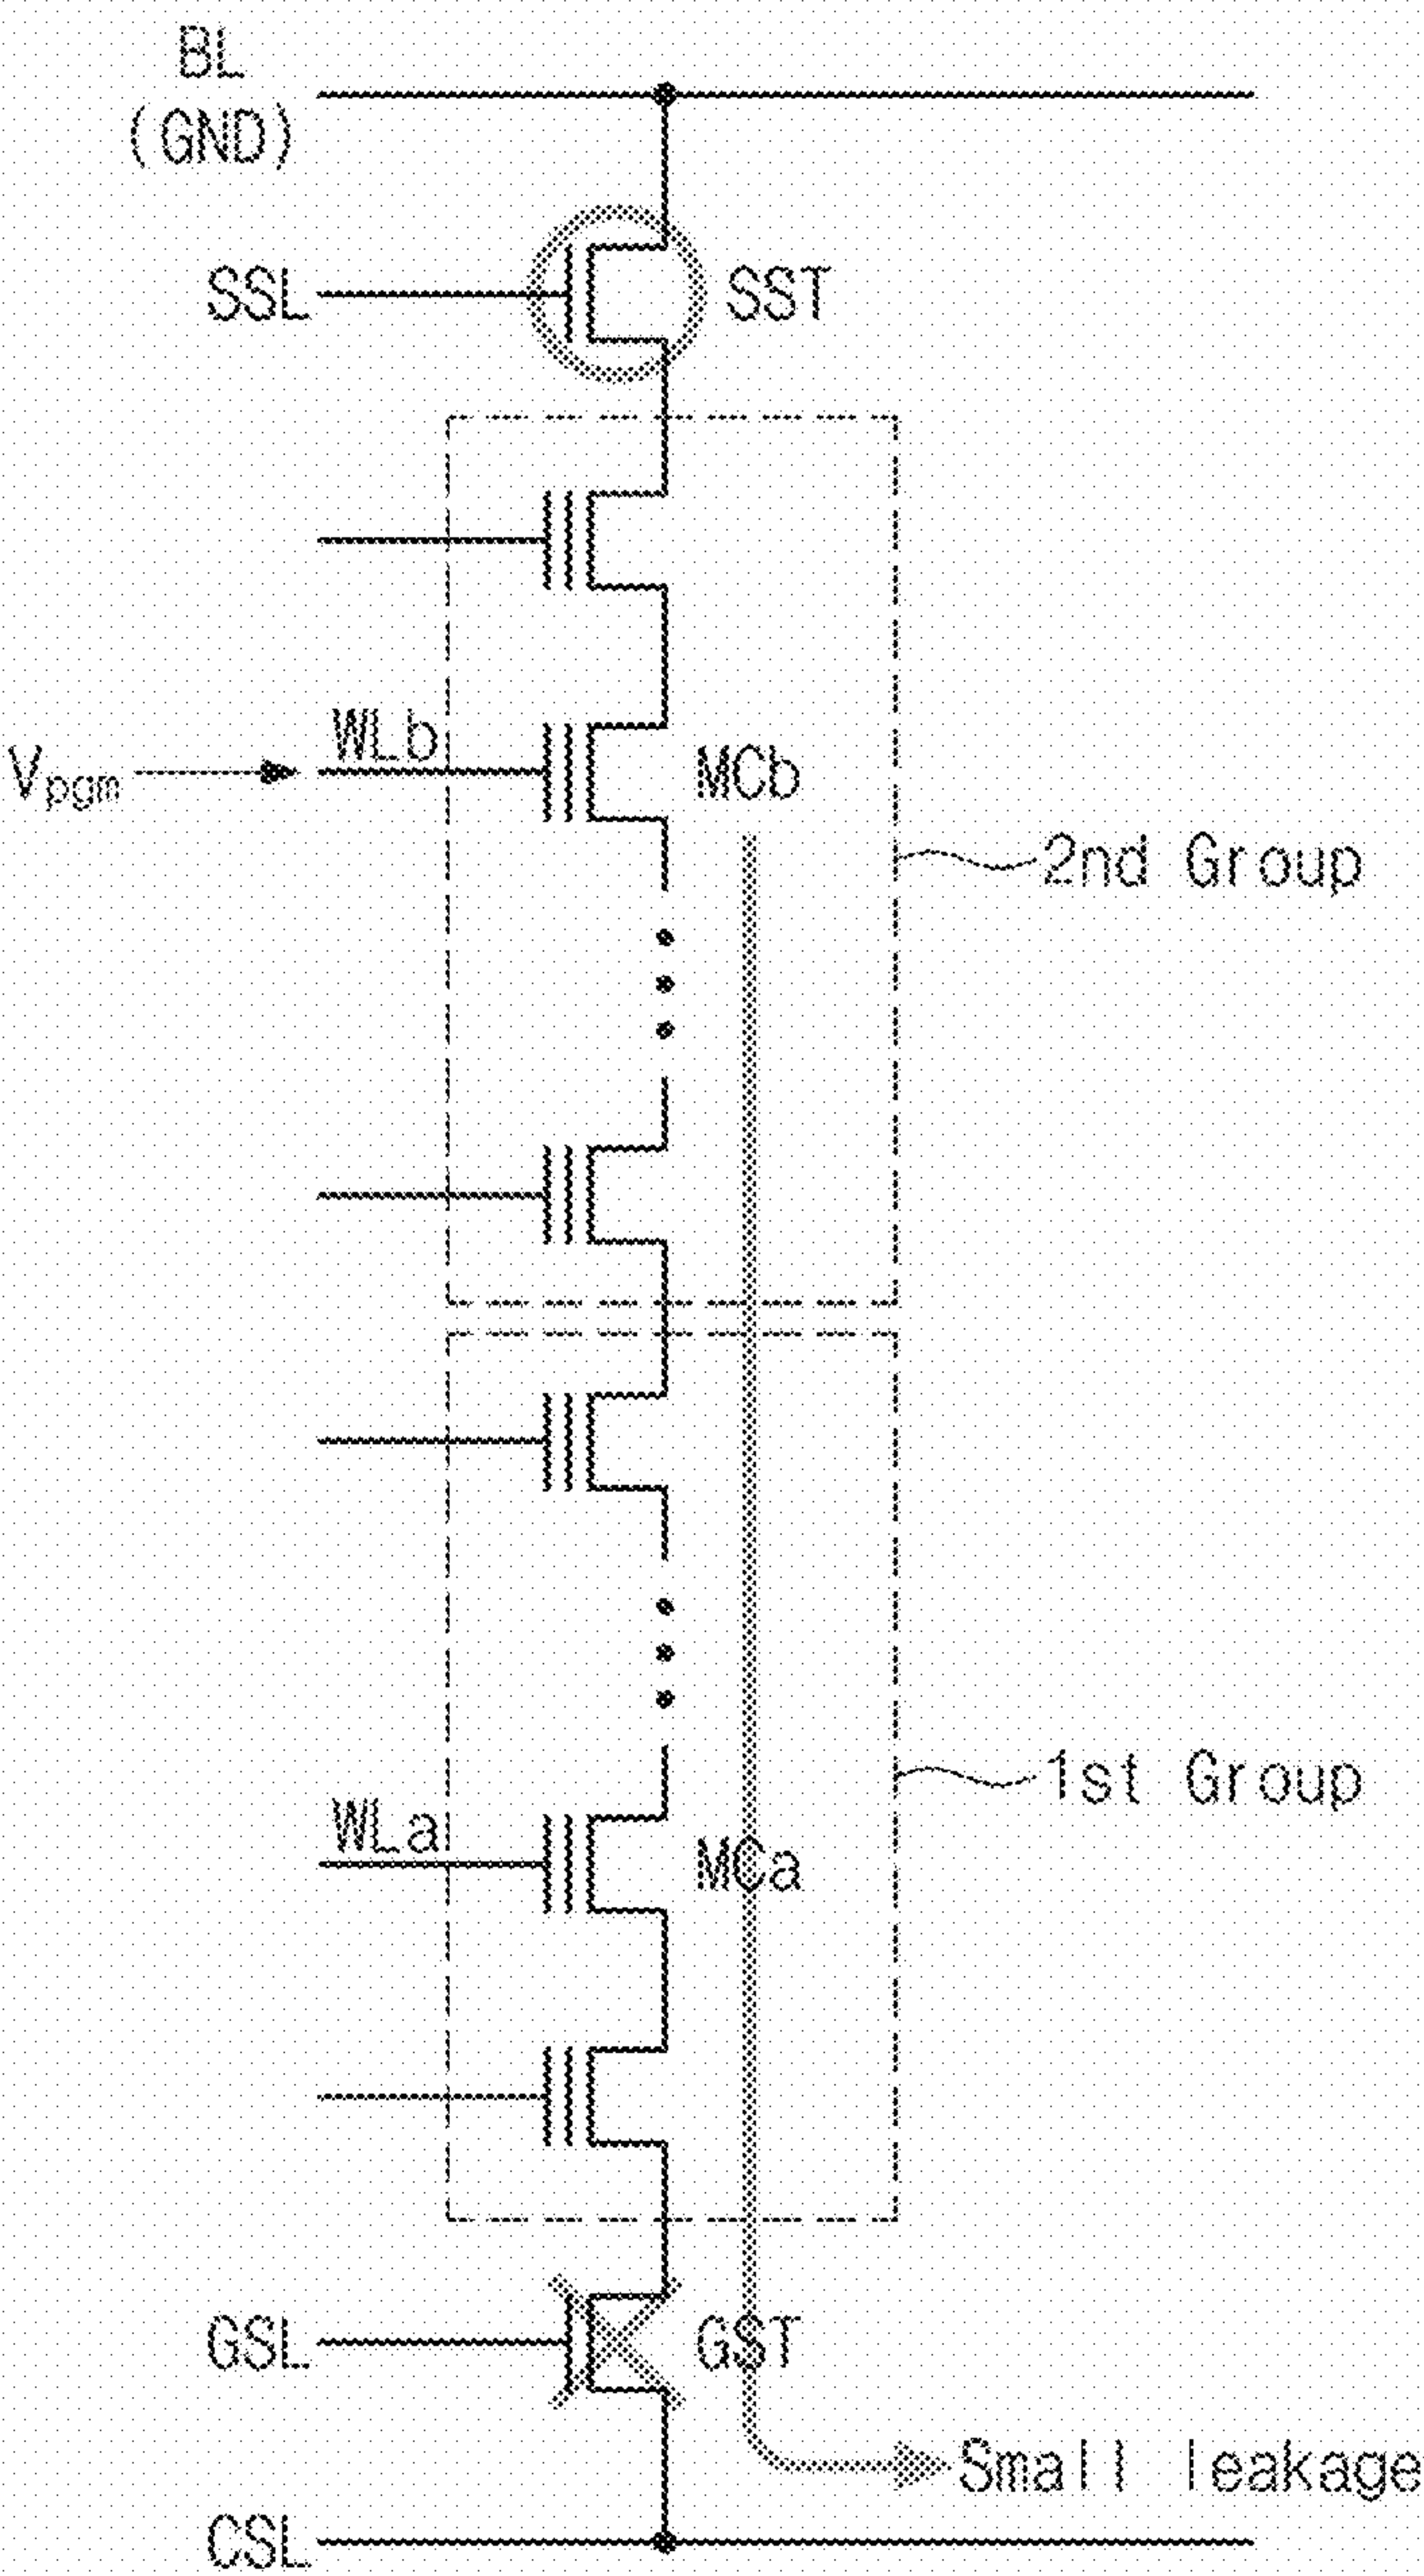 BL
(GND)
SSL
SST
WLb
Vpgm
MCb
2nd Group
1st Group
WLa
MCa
GSL
GST
Small leakage
CSL